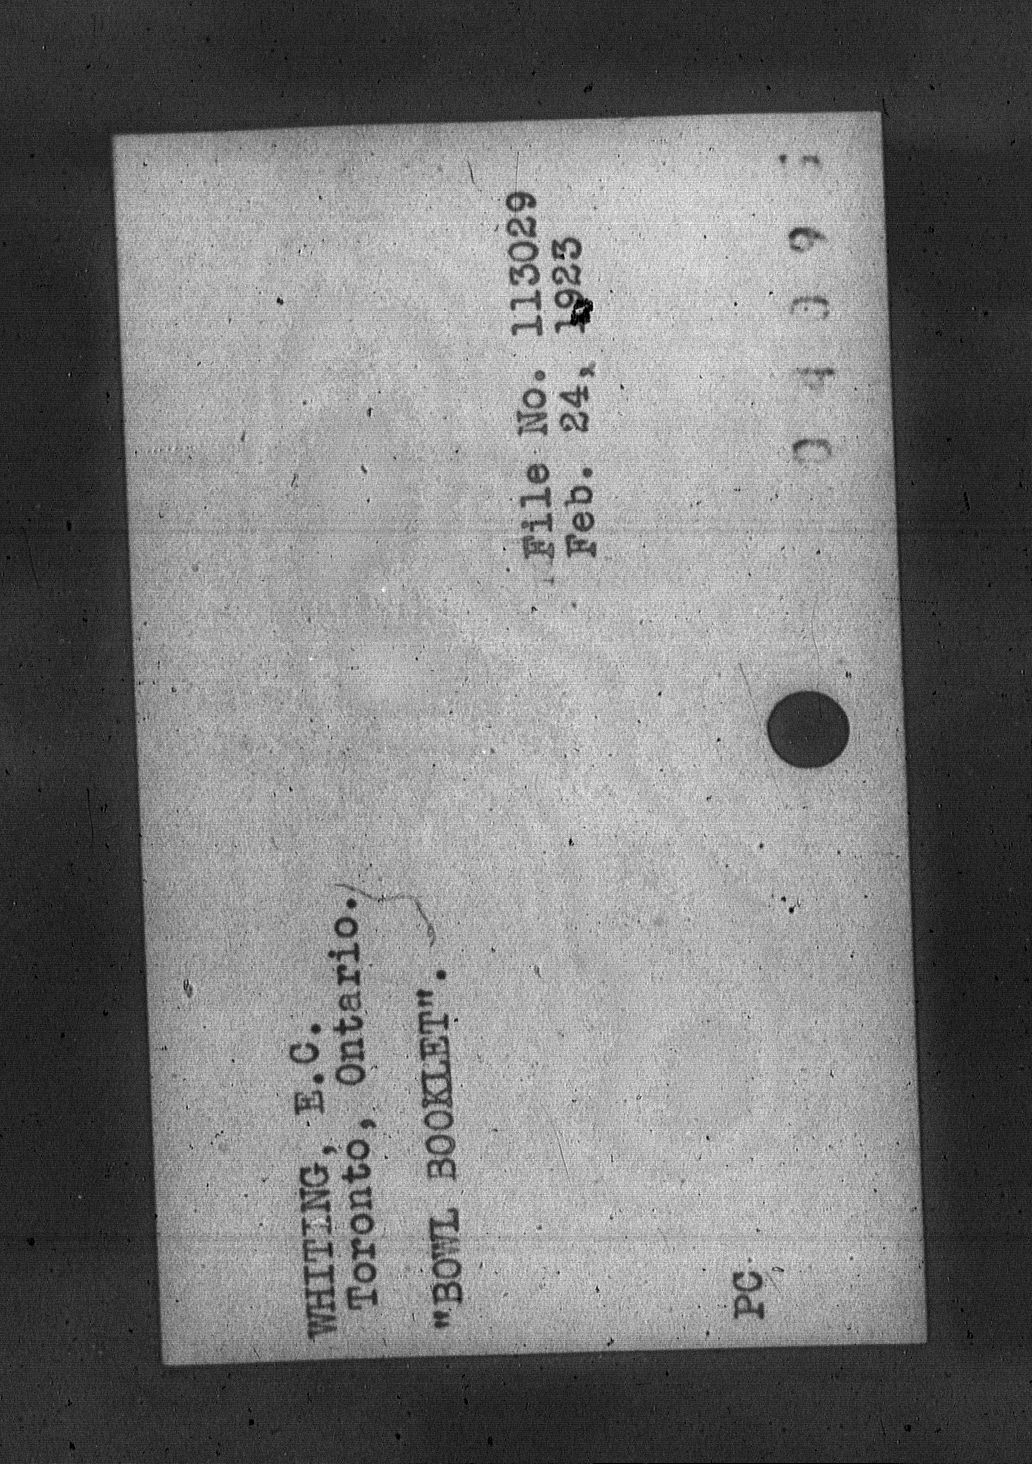 WHITING, E.C.
Toronto, Ontario.
"BOWL BOOKLET".
File No. 113029
Feb. 24, 1923
PC